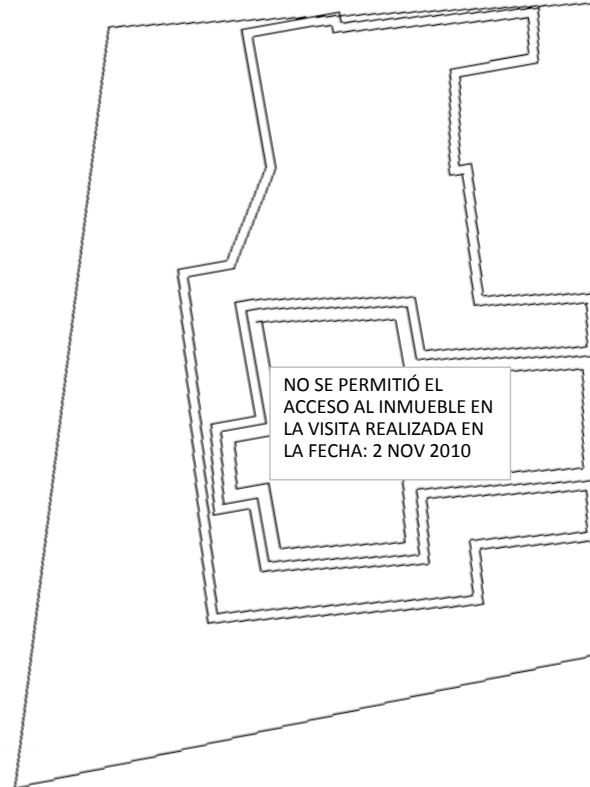 NO SE PERMITIÓ EL
ACCESO AL INMUEBLE EN
LA VISITA REALIZADA EN
LA FECHA: 2 NOV 2010